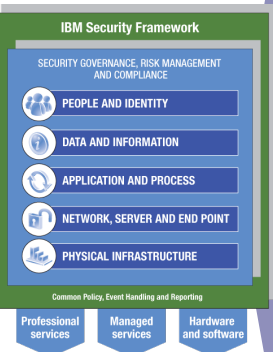 IBM Security Framework
SECURITY GOVERNANCE, RISK MANAGEMENT
AND COMPLIANCE
PEOPLE AND IDENTITY
DATA AND INFORMATION
APPLICATION AND PROCESS
NETWORK, SERVER AND END POINT
PHYSICAL INFRASTRUCTURE
Common Policy, Event Handling and Reporting
Professional
services
Managed
services
Hardware
and software